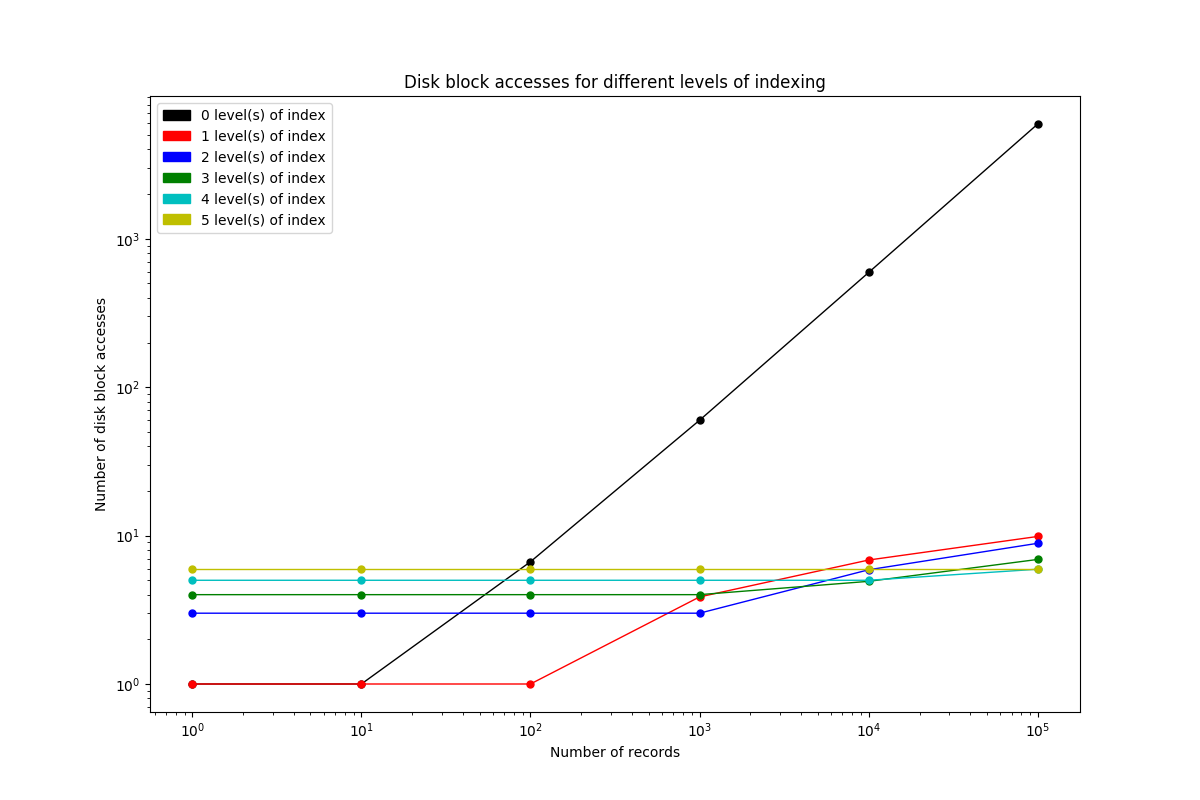 Disk block accesses for different levels of indexing
0 level(s) of index
1 level(s) of index
2 level(s) of index
3 level(s) of index
4 level(s) of index
5 level(s) of index
Number of disk block accesses
10³
10²
10¹
10⁰
10⁰ 10¹ 10² 10³ 10⁴ 10⁵
Number of records